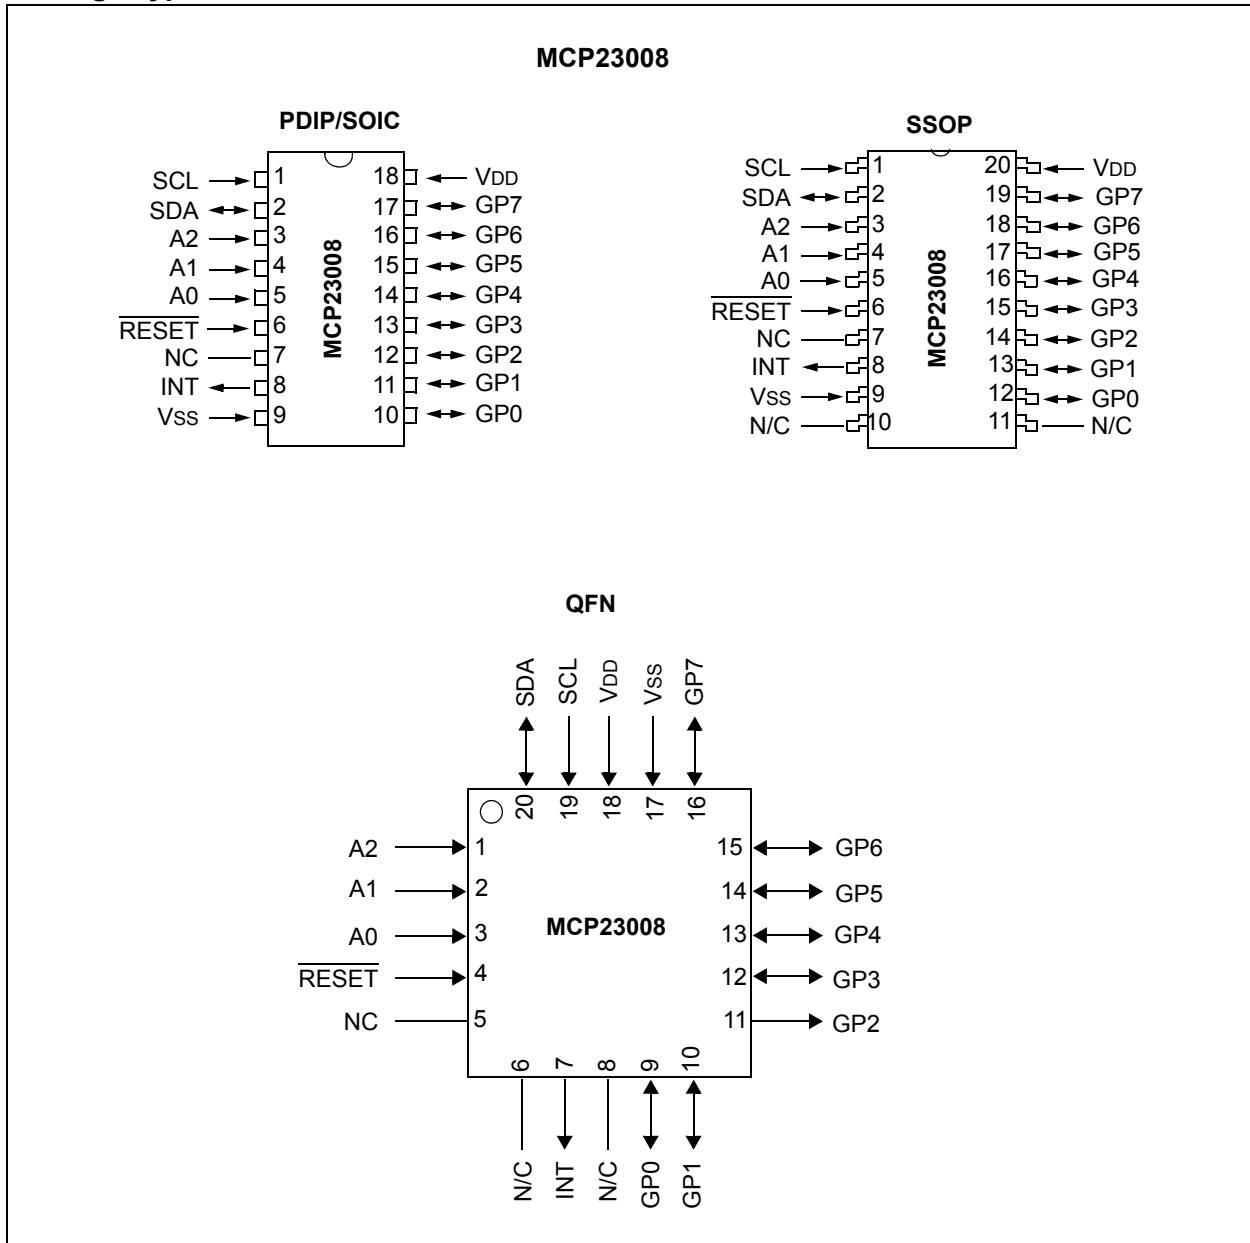 MCP23008
PDIP/SOIC
SCL 1 18 VDD
SDA 2 17 GP7
A2 3 16 GP6
A1 4 15 GP5
A0 5 14 GP4
RESET 6 13 GP3
NC 7 12 GP2
INT 8 11 GP1
VSS 9 10 GP0
MCP23008
SSOP
SCL 1 20 VDD
SDA 2 19 GP7
A2 3 18 GP6
A1 4 17 GP5
A0 5 16 GP4
RESET 6 15 GP3
NC 7 14 GP2
INT 8 13 GP1
VSS 9 12 GP0
N/C 10 11 N/C
MCP23008
QFN
SDA SCL VDD VSS GP7
20 19 18 17 16
A2 1 15 GP6
A1 2 14 GP5
A0 3 MCP23008 13 GP4
RESET 4 12 GP3
NC 5 11 GP2
6 7 8 9 10
N/C INT N/C GP0 GP1